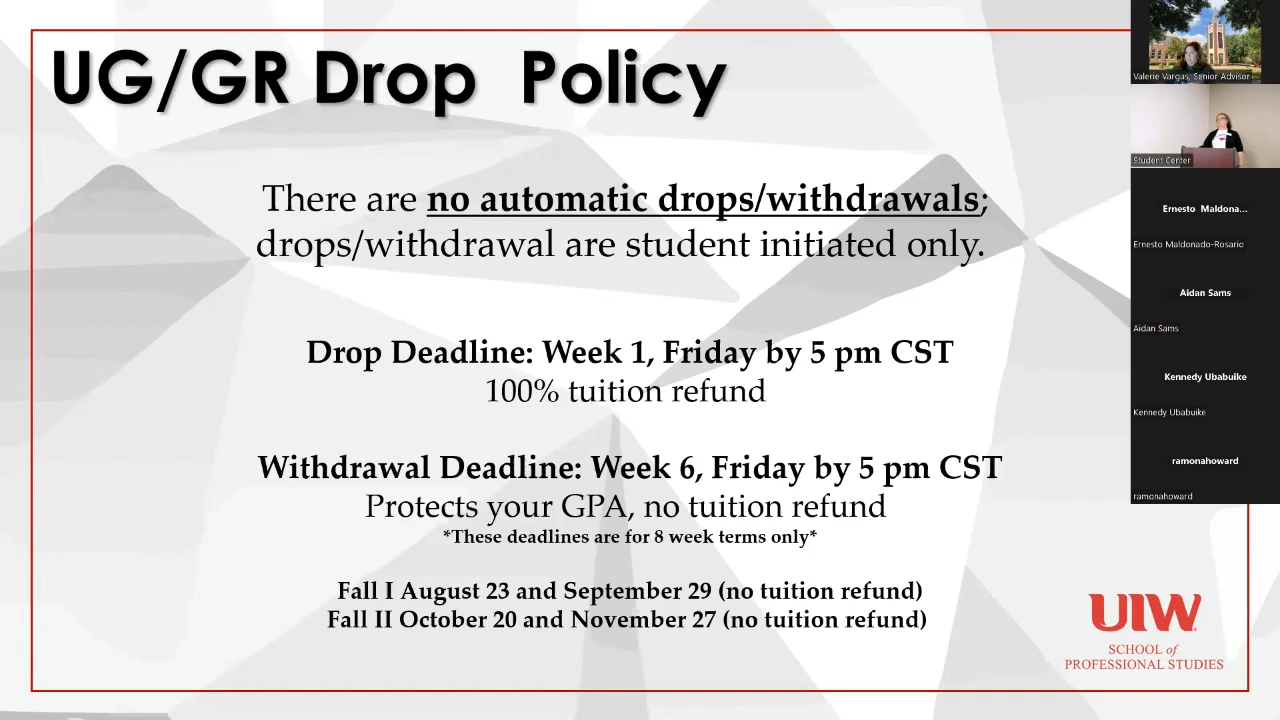 UG/GR Drop Policy
There are no automatic drops/withdrawals;
drops/withdrawal are student initiated only.
Drop Deadline: Week 1, Friday by 5 pm CST
100% tuition refund
Withdrawal Deadline: Week 6, Friday by 5 pm CST
Protects your GPA, no tuition refund
*These deadlines are for 8 week terms only*
Fall I August 23 and September 29 (no tuition refund)
Fall II October 20 and November 27 (no tuition refund)
UIW
SCHOOL of
PROFESSIONAL STUDIES
Valerie Vargas, Senior Advisor
Student Center
Ernesto Maldona...
Ernesto Maldonado-Rosario
Aidan Sams
Aidan Sams
Kennedy Ubabuike
Kennedy Ubabuike
ramonahoward
ramonahoward